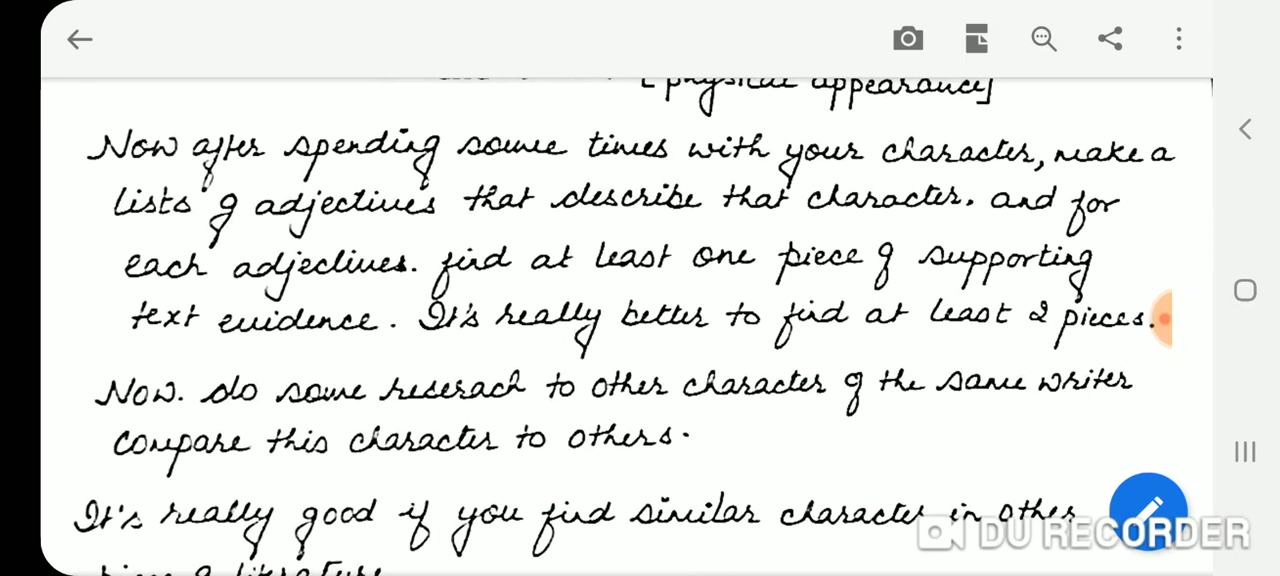 [physical appearance]
Now after spending some times with your character, make a
lists of adjectives that describe that character. and for
each adjectives. find at least one piece of supporting
text evidence. It's really better to find at least 2 pieces.
Now. do some reserach to other character of the same writer
compare this character to others.
It's really good if you find similar character in other
literature
DU RECORDER